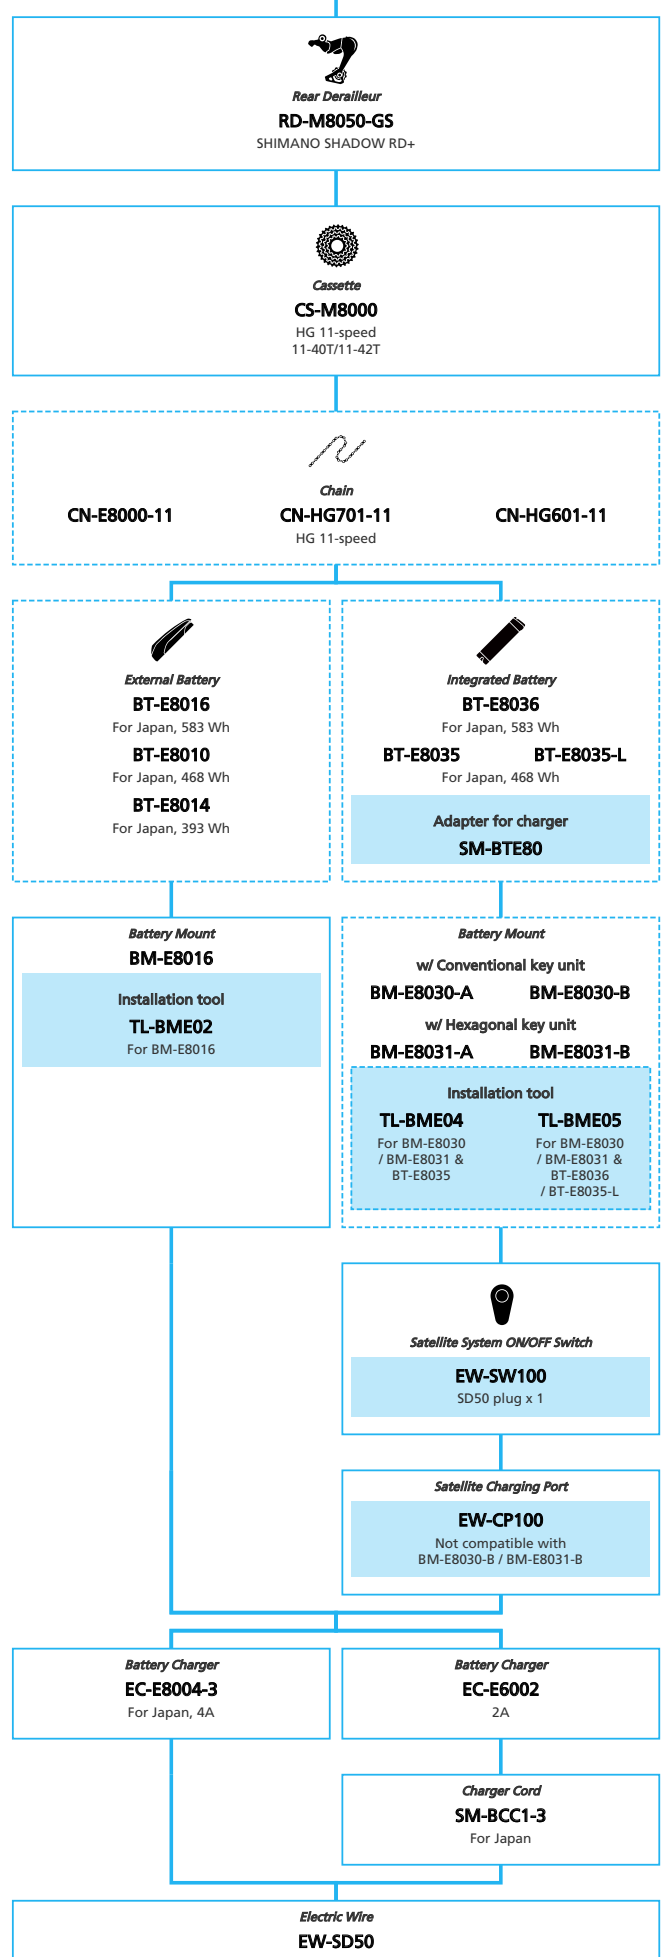 Rear Derailleur
RD-M8050-GS
SHIMANO SHADOW RD+
Cassette
CS-M8000
HG 11-speed
11-40T/11-42T
Chain
CN-E8000-11 CN-HG701-11 CN-HG601-11
HG 11-speed
External Battery
BT-E8016
For Japan, 583 Wh
BT-E8010
For Japan, 468 Wh
BT-E8014
For Japan, 393 Wh
Integrated Battery
BT-E8036
For Japan, 583 Wh
BT-E8035 BT-E8035-L
For Japan, 468 Wh
Adapter for charger
SM-BTE80
Battery Mount
BM-E8016
Installation tool
TL-BME02
For BM-E8016
Battery Mount
w/ Conventional key unit
BM-E8030-A BM-E8030-B
w/ Hexagonal key unit
BM-E8031-A BM-E8031-B
Installation tool
TL-BME04
For BM-E8030
/ BM-E8031 &
BT-E8035
TL-BME05
For BM-E8030
/ BM-E8031 &
BT-E8036
/ BT-E8035-L
Satellite System ON/OFF Switch
EW-SW100
SD50 plug x 1
Satellite Charging Port
EW-CP100
Not compatible with
BM-E8030-B / BM-E8031-B
Battery Charger
EC-E8004-3
For Japan, 4A
Battery Charger
EC-E6002
2A
Charger Cord
SM-BCC1-3
For Japan
Electric Wire
EW-SD50